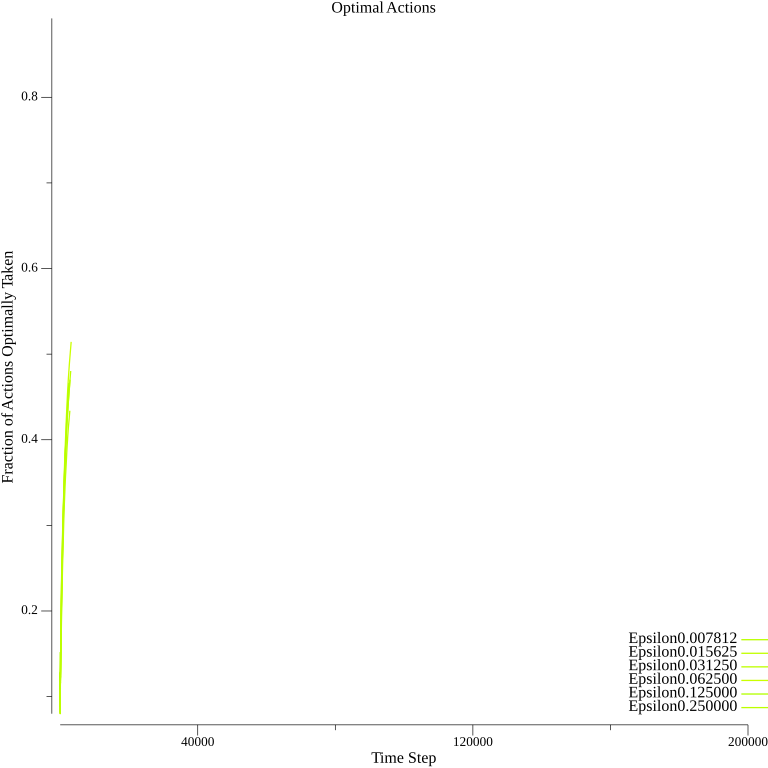 Optimal Actions
Fraction of Actions Optimally Taken
0.8
0.6
0.4
0.2
Epsilon0.007812
Epsilon0.015625
Epsilon0.031250
Epsilon0.062500
Epsilon0.125000
Epsilon0.250000
40000
120000
200000
Time Step